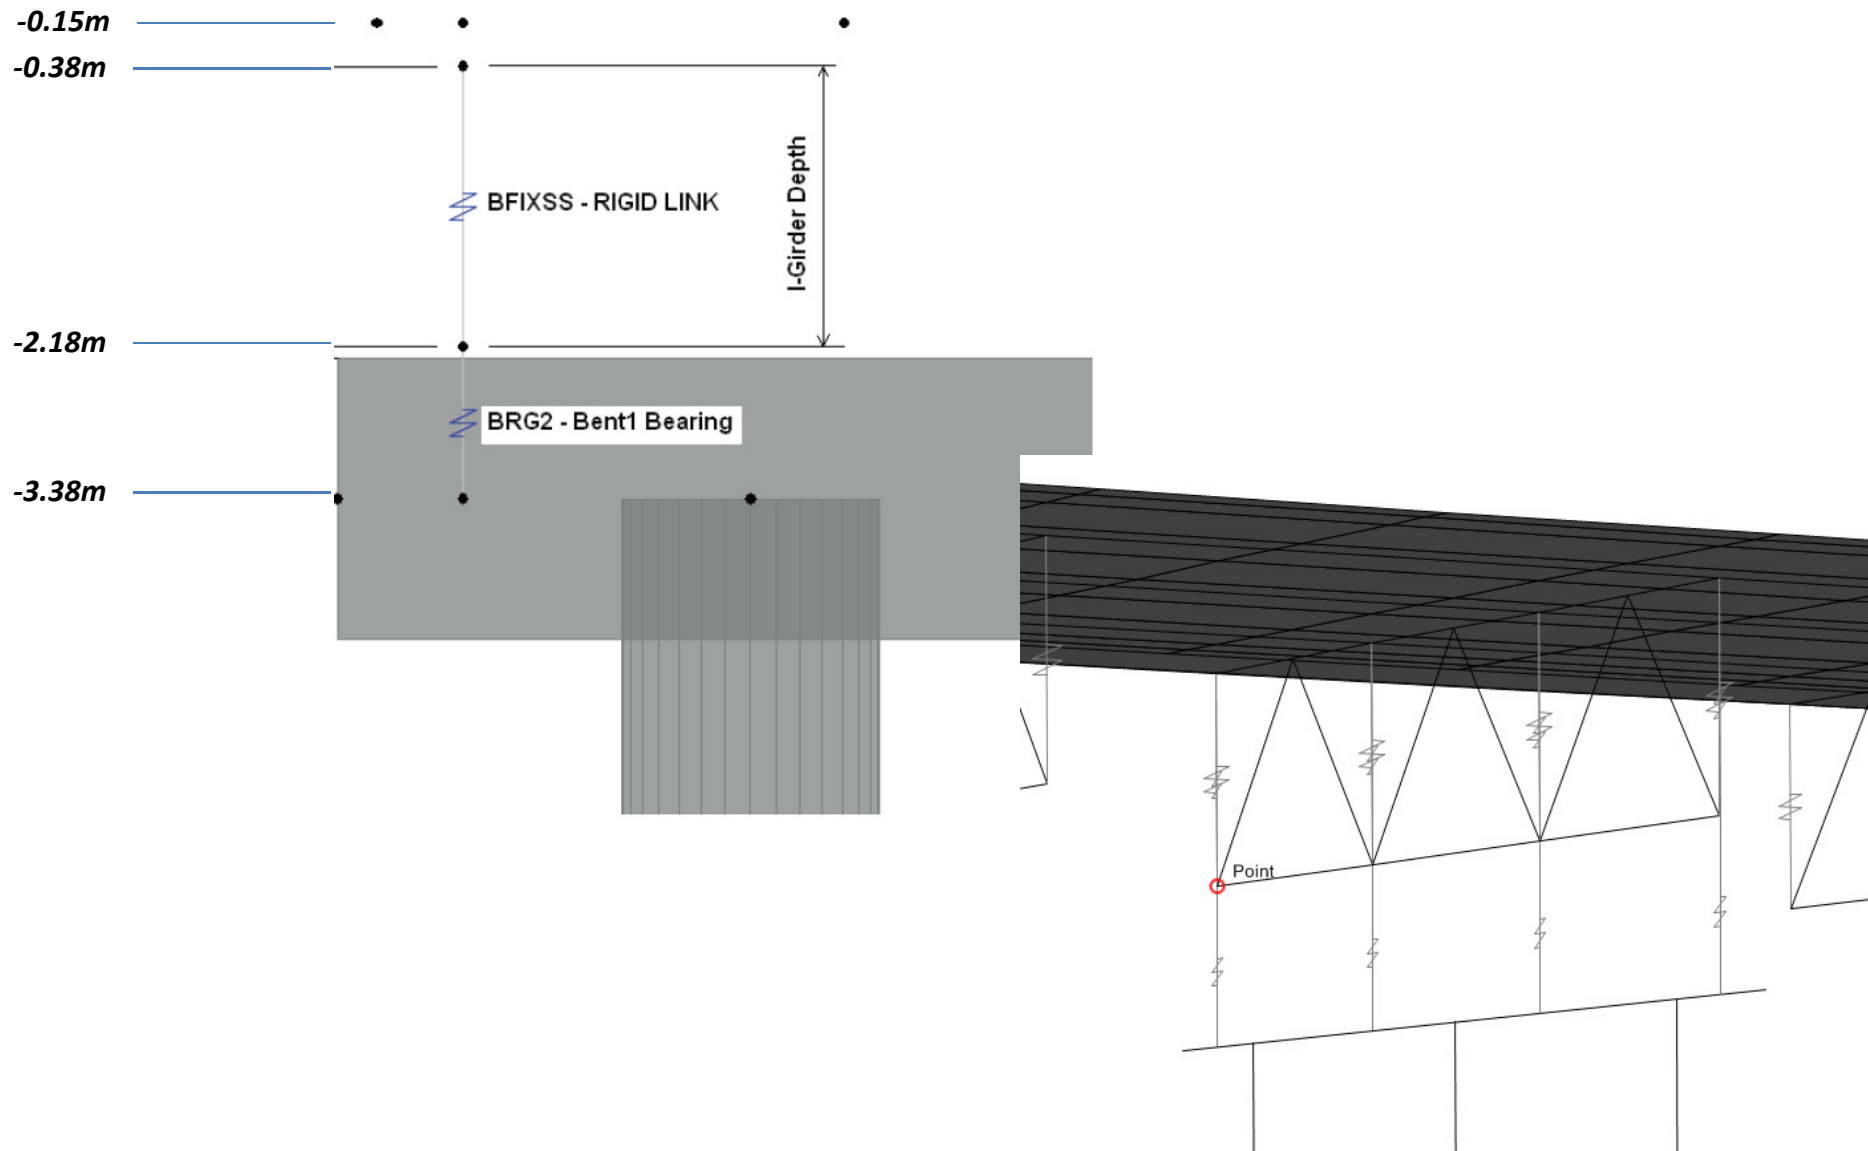 -0.15m
-0.38m
I-Girder Depth
BFIXSS - RIGID LINK
-2.18m
BRG2 - Bent1 Bearing
-3.38m
Point